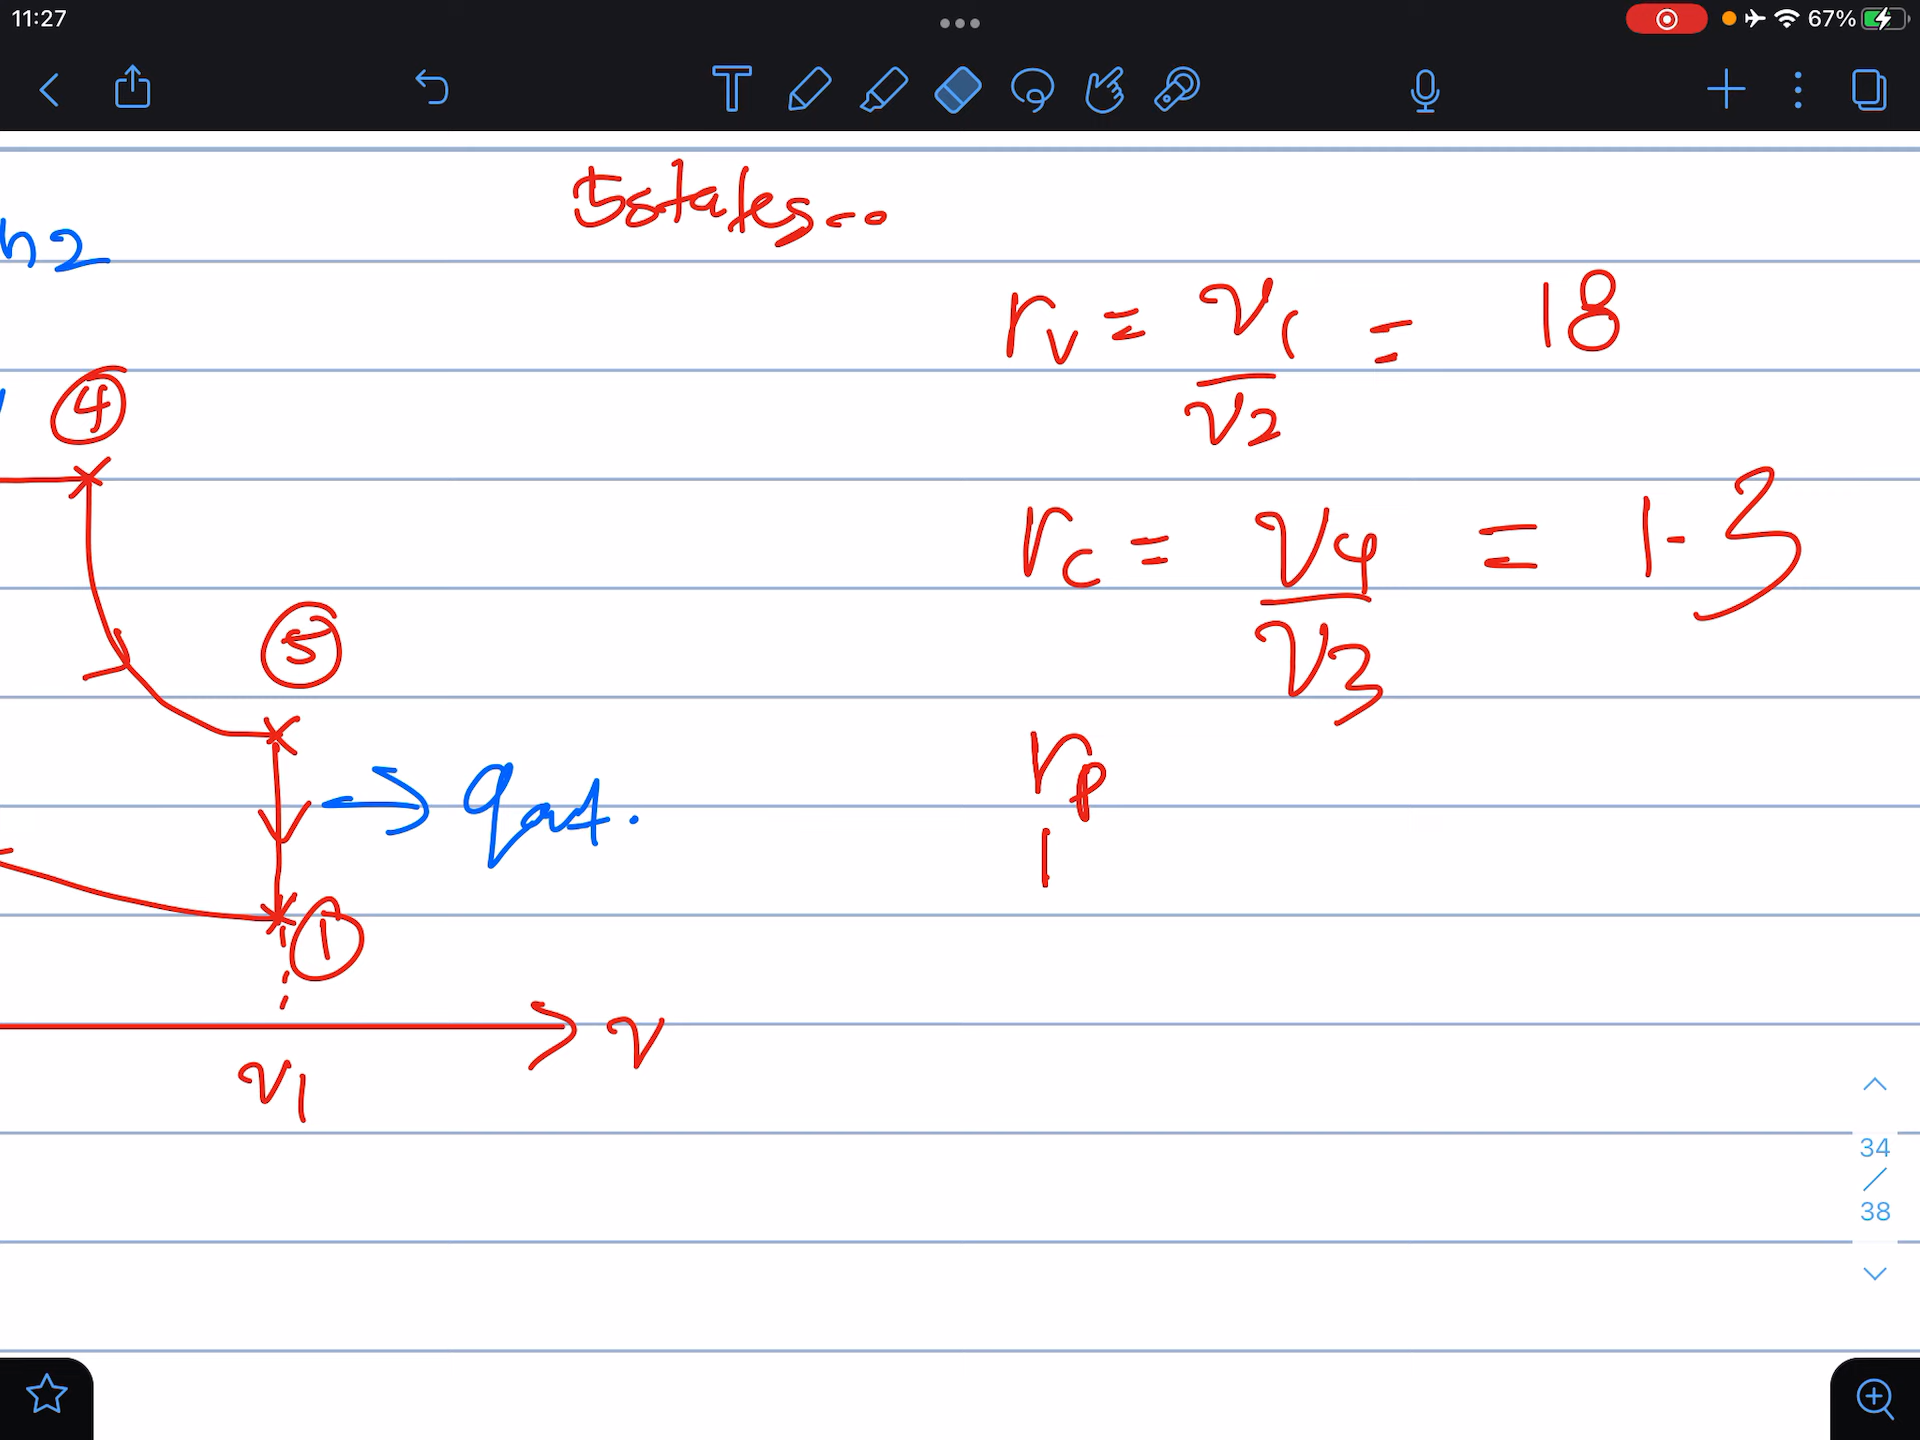 11:27
67%
T
5states...
n2
rv = v1 = 18
v2
4
rc = v4 = 1.3
v3
5
rp
qout.
1
v
v1
34
/
38